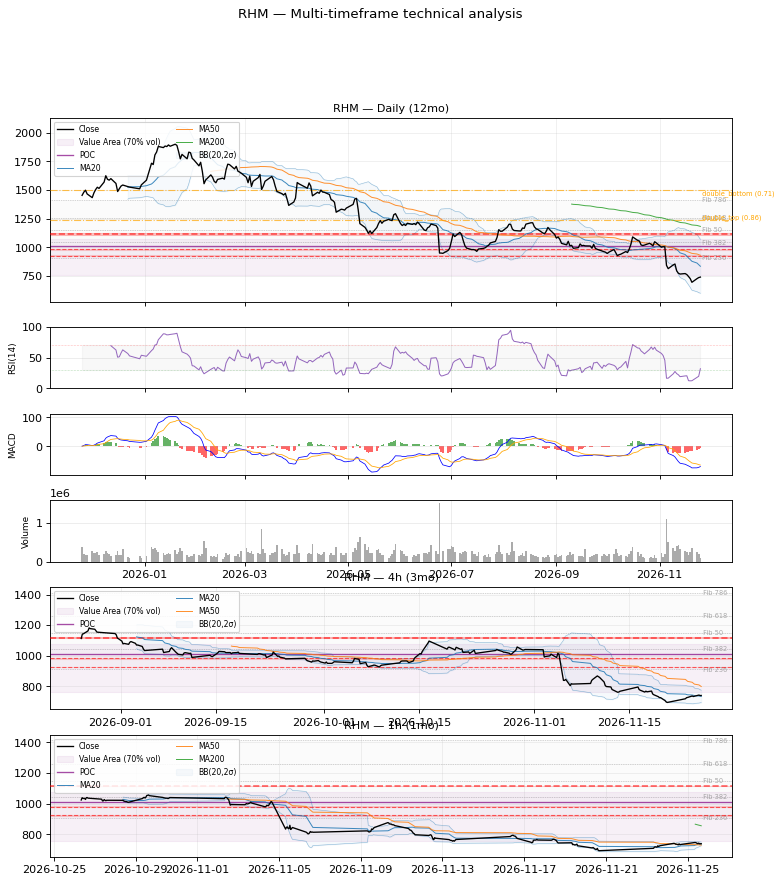 RHM — Multi-timeframe technical analysis
RHM — Daily (12mo)
Close
Value Area (70% vol)
POC
MA20
MA50
MA200
BB(20,2σ)
2000
1750
1500
1250
1000
750
double_bottom (0.71)
Fib 786
Fib 50
Fib 382
Fib 236
100
50
0
RSI(14)
100
0
MACD
1e6
1
0
Volume
2026-01
2026-03
2026-05
2026-07
2026-09
2026-11
RHM — 4h (3mo)
Close
Value Area (70% vol)
POC
MA20
MA50
BB(20,2σ)
1400
1200
1000
800
Fib 786
Fib 618
Fib 50
Fib 382
Fib 236
2026-09-01
2026-09-15
2026-10-01
2026-10-15
2026-11-01
2026-11-15
RHM — 1h (1mo)
Close
Value Area (70% vol)
POC
MA20
MA50
MA200
BB(20,2σ)
1400
1200
1000
800
Fib 786
Fib 618
Fib 50
Fib 382
Fib 236
2026-10-25
2026-10-29
2026-11-01
2026-11-05
2026-11-09
2026-11-13
2026-11-17
2026-11-21
2026-11-25